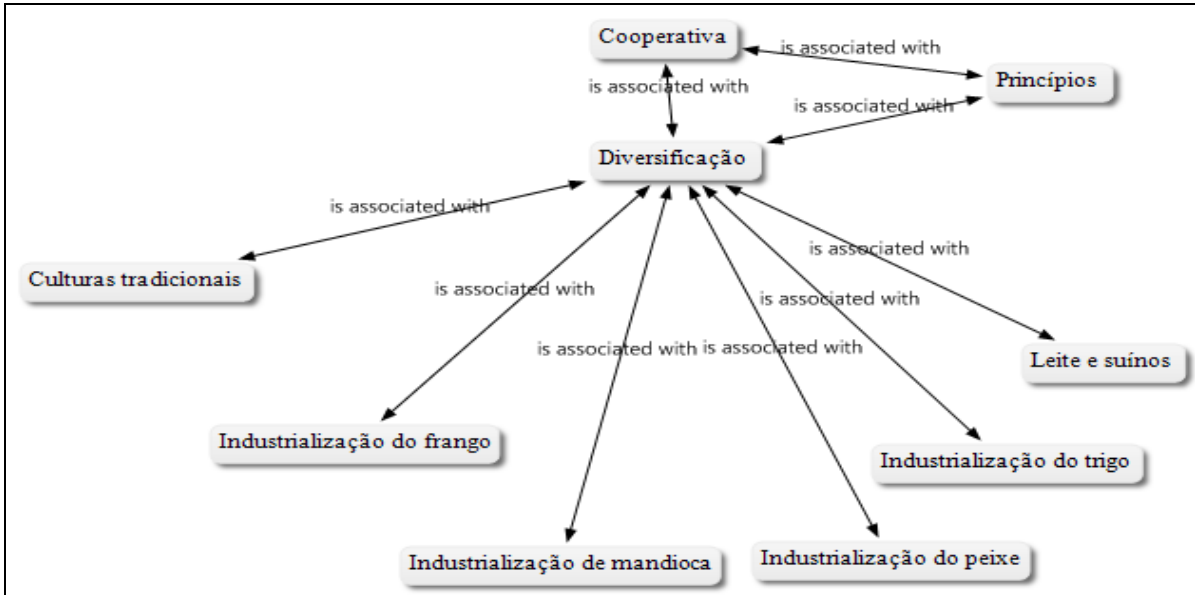 Cooperativa
is associated with
Princípios
is associated with
is associated with
Diversificação
is associated with
Culturas tradicionais
is associated with
is associated with
is associated with
is associated with
is associated with
Leite e suínos
Industrialização do frango
Industrialização do trigo
Industrialização de mandioca
Industrialização do peixe